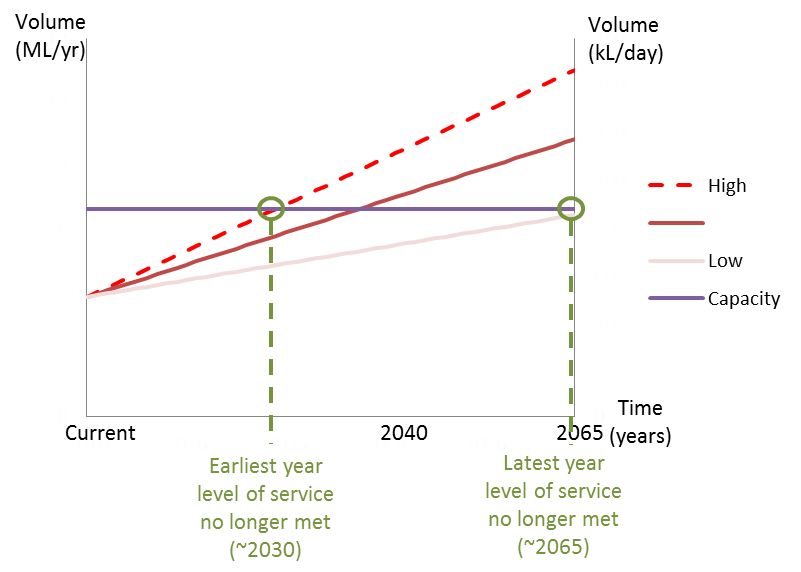 Volume
(ML/yr)
Volume
(kL/day)
High
Low
Capacity
Time
(years)
Current
2040
2065
Earliest year
level of service
no longer met
(~2030)
Latest year
level of service
no longer met
(~2065)